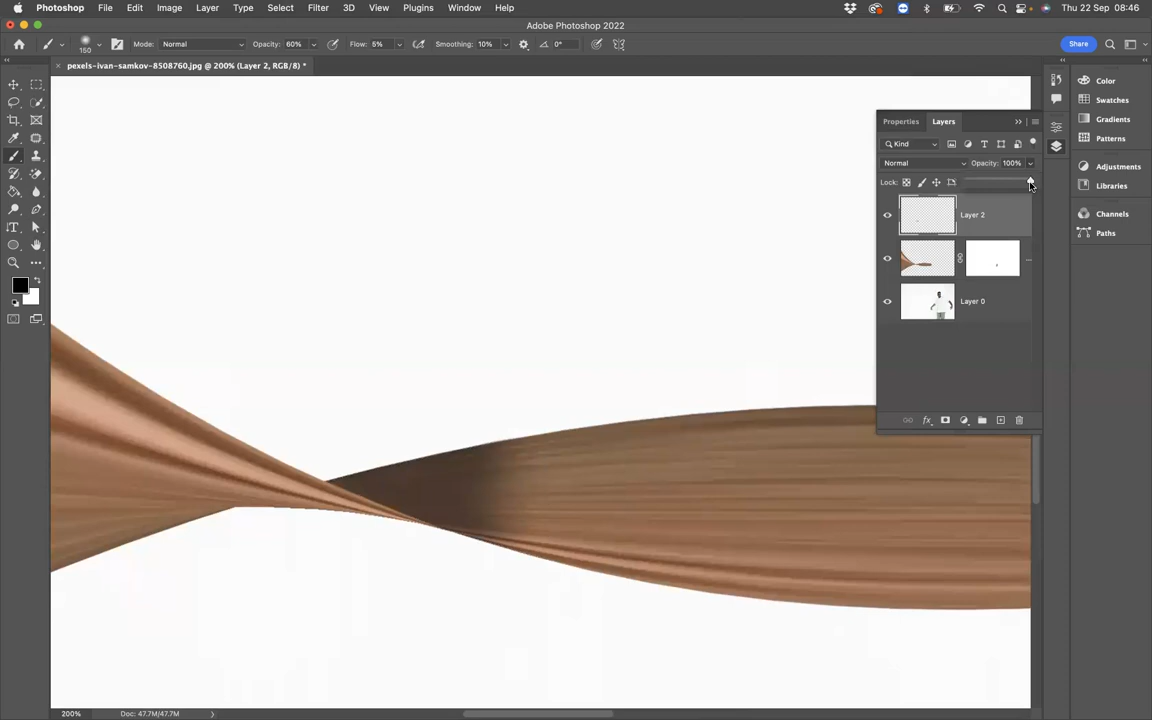 Photoshop File Edit Image Layer Type Select Filter 3D View Plugins Window Help Thu 22 Sep 08:46
Adobe Photoshop 2022
150 Mode: Normal Opacity: 60% Flow: 5% Smoothing: 10% 0° Share
pexels-ivan-samkov-8508760.jpg @ 200% (Layer 2, RGB/8) *
Color
Swatches
Gradients
Patterns
Adjustments
Libraries
Channels
Paths
Properties Layers
Kind
Normal Opacity: 100%
Lock:
Layer 2
...
Layer 0
200% Doc: 47.7M/47.7M